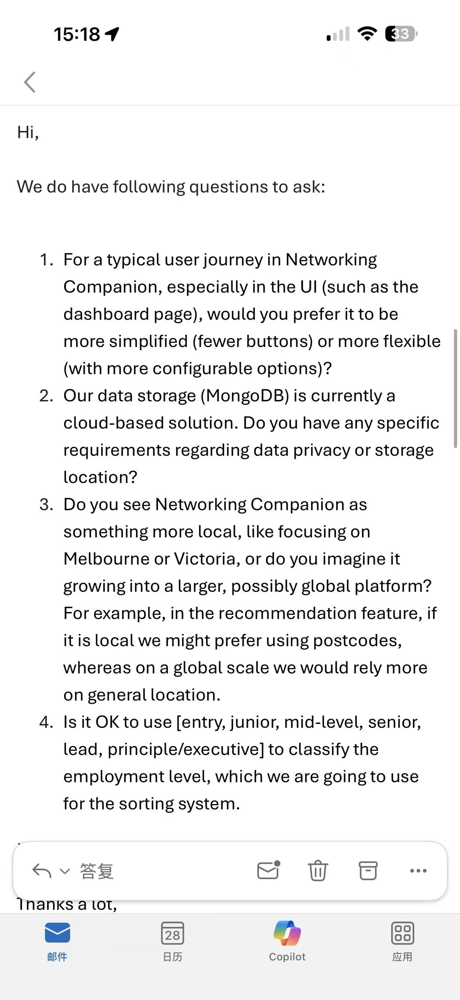 15:18
33
Hi,
We do have following questions to ask:
1. For a typical user journey in Networking
Companion, especially in the UI (such as the
dashboard page), would you prefer it to be
more simplified (fewer buttons) or more flexible
(with more configurable options)?
2. Our data storage (MongoDB) is currently a
cloud-based solution. Do you have any specific
requirements regarding data privacy or storage
location?
3. Do you see Networking Companion as
something more local, like focusing on
Melbourne or Victoria, or do you imagine it
growing into a larger, possibly global platform?
For example, in the recommendation feature, if
it is local we might prefer using postcodes,
whereas on a global scale we would rely more
on general location.
4. Is it OK to use [entry, junior, mid-level, senior,
lead, principle/executive] to classify the
employment level, which we are going to use
for the sorting system.
答复
Thanks a lot,
28
邮件 日历 Copilot 应用